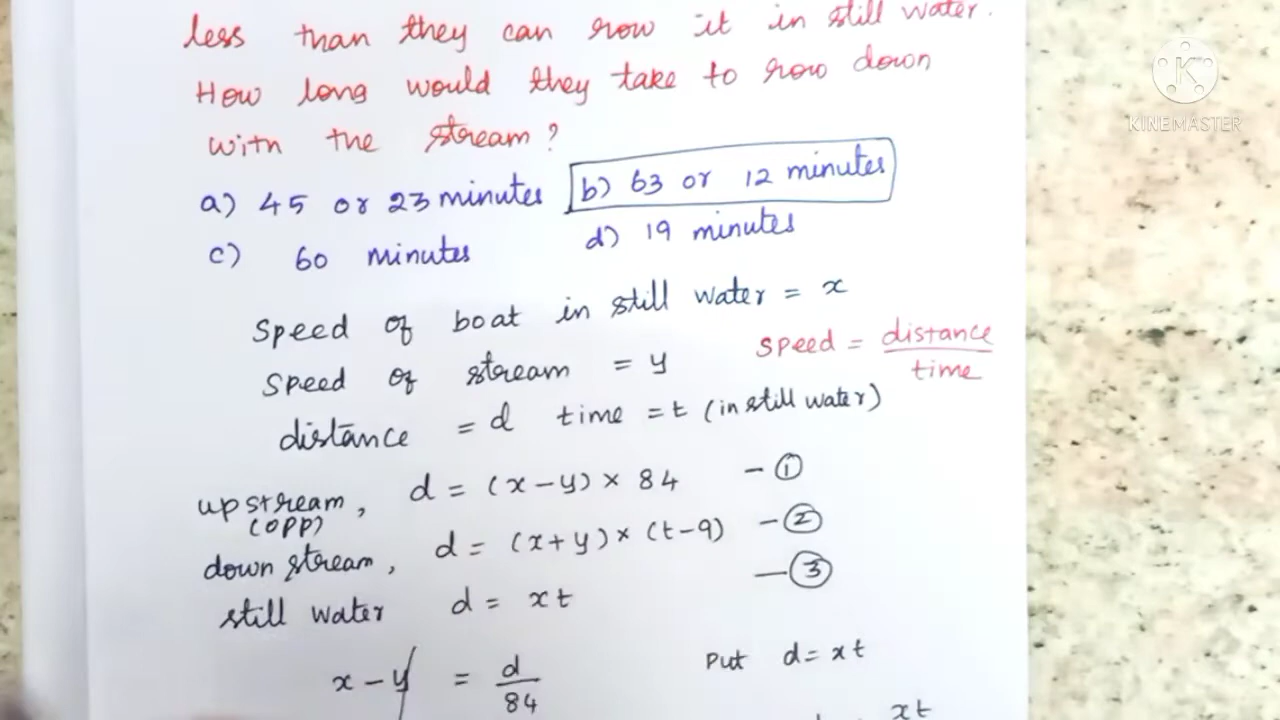 less than they can row it in still water.
How long would they take to row down
with the stream?
a) 45 or 23 minutes b) 63 or 12 minutes
c) 60 minutes d) 19 minutes
Speed of boat in still water = x
Speed of stream = y
speed = distance / time
distance = d time = t (in still water)
upstream, d = (x-y) × 84 - ①
(opp)
down stream, d = (x+y) × (t-9) - ②
still water d = xt - ③
x - y = d / 84
Put d = xt
xt
KINEMASTER